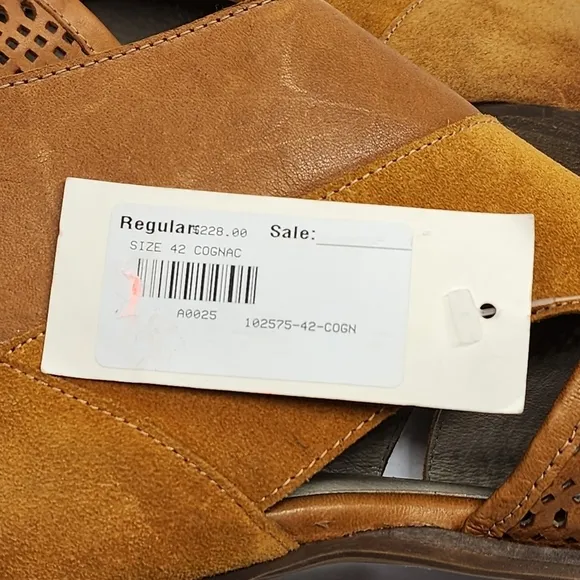 Regular: $228.00 Sale:
SIZE 42 COGNAC
A0025 102575-42-COGN